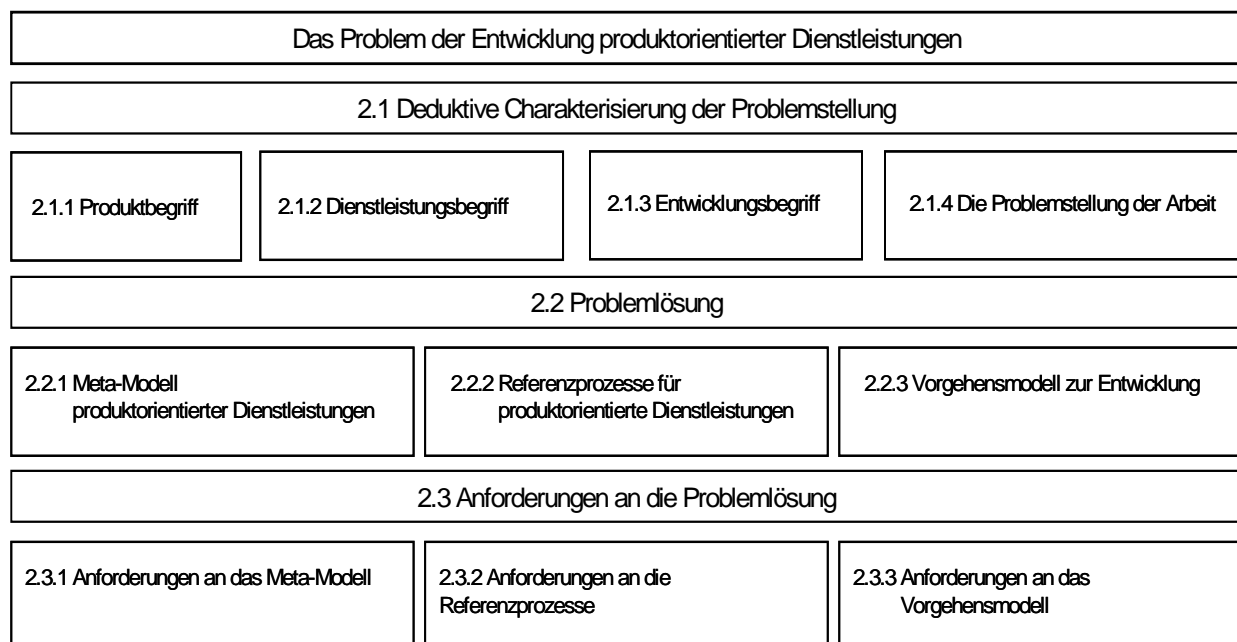 Das Problem der Entwicklung produktorientierter Dienstleistungen
2.1 Deduktive Charakterisierung der Problemstellung
2.1.1 Produktbegriff
2.1.2 Dienstleistungsbegriff
2.1.3 Entwicklungsbegriff
2.1.4 Die Problemstellung der Arbeit
2.2 Problemlösung
2.2.1 Meta-Modell
produktorientierter Dienstleistungen
2.2.2 Referenzprozesse für
produktorientierte Dienstleistungen
2.2.3 Vorgehensmodell zur Entwicklung
2.3 Anforderungen an die Problemlösung
2.3.1 Anforderungen an das Meta-Modell
2.3.2 Anforderungen an die
Referenzprozesse
2.3.3 Anforderungen an das
Vorgehensmodell